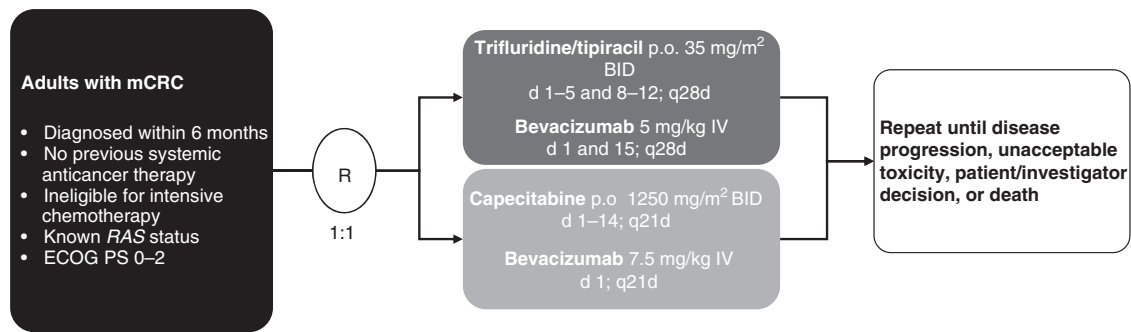 Adults with mCRC
• Diagnosed within 6 months
• No previous systemic
anticancer therapy
• Ineligible for intensive
chemotherapy
• Known RAS status
• ECOG PS 0–2
R
1:1
Trifluridine/tipiracil p.o. 35 mg/m²
BID
d 1–5 and 8–12; q28d
Bevacizumab 5 mg/kg IV
d 1 and 15; q28d
Capecitabine p.o 1250 mg/m² BID
d 1–14; q21d
Bevacizumab 7.5 mg/kg IV
d 1; q21d
Repeat until disease
progression, unacceptable
toxicity, patient/investigator
decision, or death